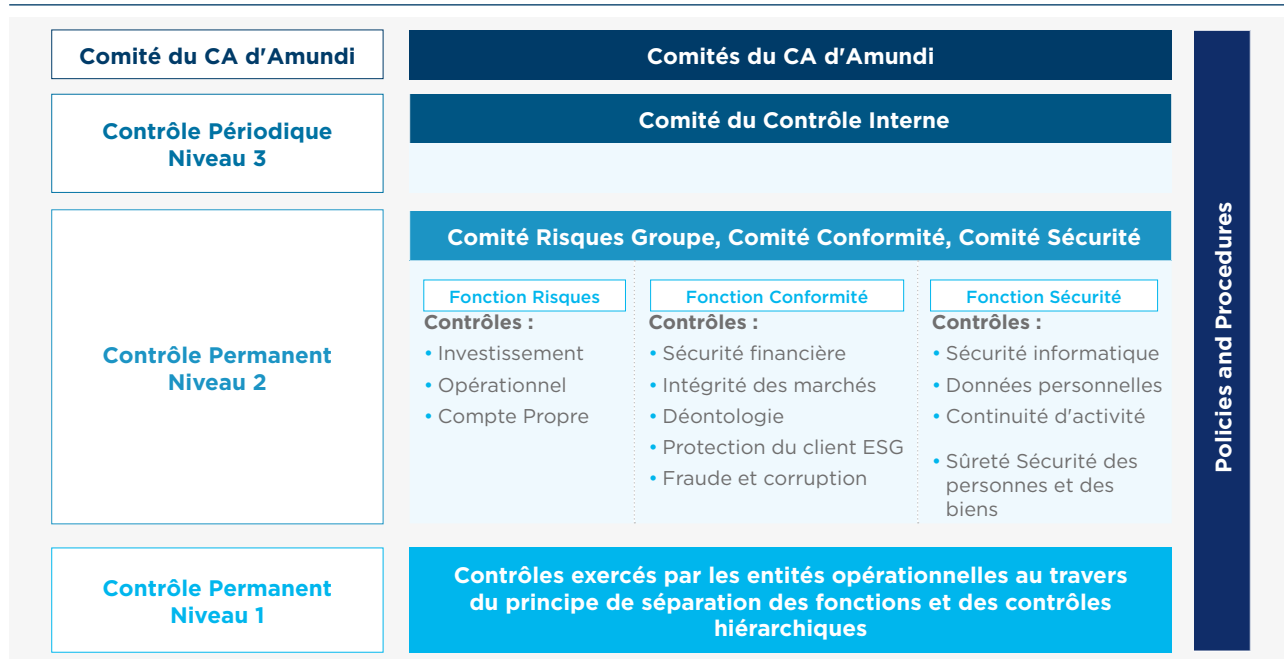 Comité du CA d'Amundi
Comités du CA d'Amundi
Contrôle Périodique
Niveau 3
Comité du Contrôle Interne
Contrôle Permanent
Niveau 2
Comité Risques Groupe, Comité Conformité, Comité Sécurité
Fonction Risques
Contrôles :
• Investissement
• Opérationnel
• Compte Propre
Fonction Conformité
Contrôles :
• Sécurité financière
• Intégrité des marchés
• Déontologie
• Protection du client ESG
• Fraude et corruption
Fonction Sécurité
Contrôles :
• Sécurité informatique
• Données personnelles
• Continuité d'activité
• Sûreté Sécurité des
personnes et des
biens
Contrôle Permanent
Niveau 1
Contrôles exercés par les entités opérationnelles au travers
du principe de séparation des fonctions et des contrôles
hiérarchiques
Policies and Procedures